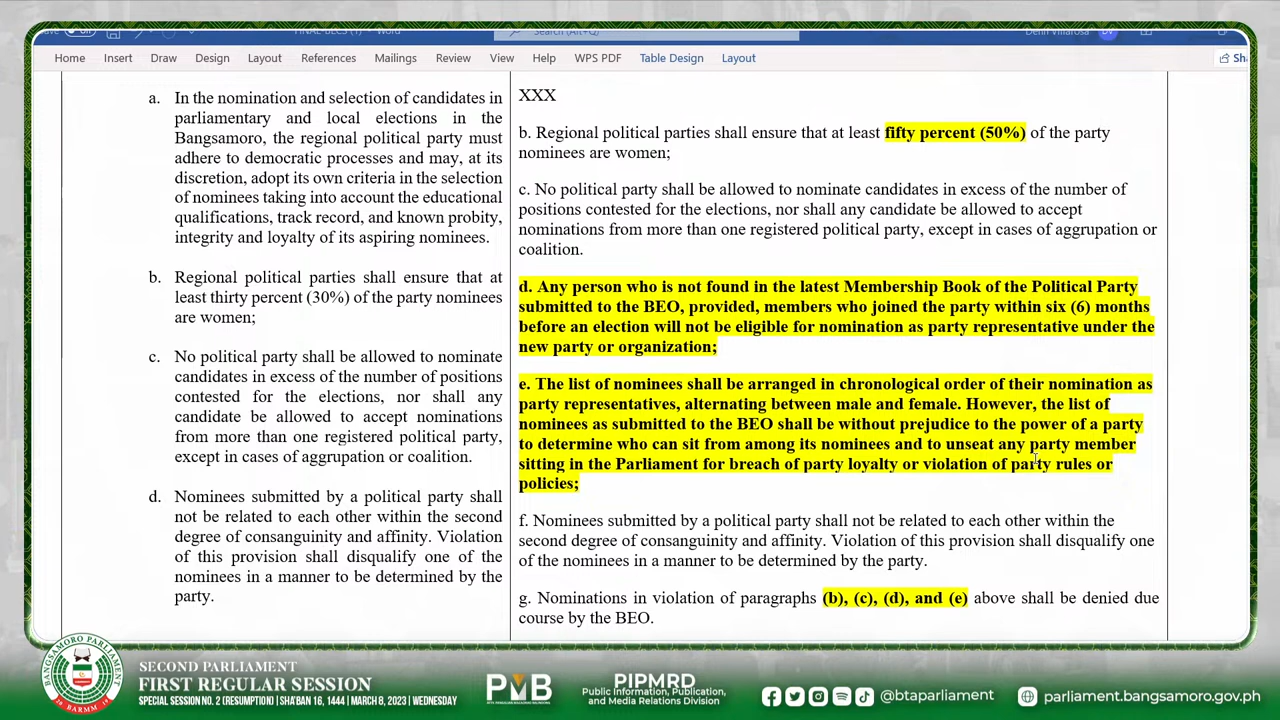 Search (Alt+Q)
Home Insert Draw Design Layout References Mailings Review View Help WPS PDF Table Design Layout
a. In the nomination and selection of candidates in
parliamentary and local elections in the
Bangsamoro, the regional political party must
adhere to democratic processes and may, at its
discretion, adopt its own criteria in the selection
of nominees taking into account the educational
qualifications, track record, and known probity,
integrity and loyalty of its aspiring nominees.
b. Regional political parties shall ensure that at
least thirty percent (30%) of the party nominees
are women;
c. No political party shall be allowed to nominate
candidates in excess of the number of positions
contested for the elections, nor shall any
candidate be allowed to accept nominations
from more than one registered political party,
except in cases of aggrupation or coalition.
d. Nominees submitted by a political party shall
not be related to each other within the second
degree of consanguinity and affinity. Violation
of this provision shall disqualify one of the
nominees in a manner to be determined by the
party.
XXX
b. Regional political parties shall ensure that at least fifty percent (50%) of the party
nominees are women;
c. No political party shall be allowed to nominate candidates in excess of the number of
positions contested for the elections, nor shall any candidate be allowed to accept
nominations from more than one registered political party, except in cases of aggrupation or
coalition.
d. Any person who is not found in the latest Membership Book of the Political Party
submitted to the BEO, provided, members who joined the party within six (6) months
before an election will not be eligible for nomination as party representative under the
new party or organization;
e. The list of nominees shall be arranged in chronological order of their nomination as
party representatives, alternating between male and female. However, the list of
nominees as submitted to the BEO shall be without prejudice to the power of a party
to determine who can sit from among its nominees and to unseat any party member
sitting in the Parliament for breach of party loyalty or violation of party rules or
policies;
f. Nominees submitted by a political party shall not be related to each other within the
second degree of consanguinity and affinity. Violation of this provision shall disqualify one
of the nominees in a manner to be determined by the party.
g. Nominations in violation of paragraphs (b), (c), (d), and (e) above shall be denied due
course by the BEO.
BANGSAMORO PARLIAMENT
SECOND PARLIAMENT
FIRST REGULAR SESSION
SPECIAL SESSION NO. 2 (RESUMPTION) | SHA'BAN 16, 1444 | MARCH 8, 2023 | WEDNESDAY
PMB
PIPMRD
Public Information, Publication,
and Media Relations Division
@btaparliament
parliament.bangsamoro.gov.ph